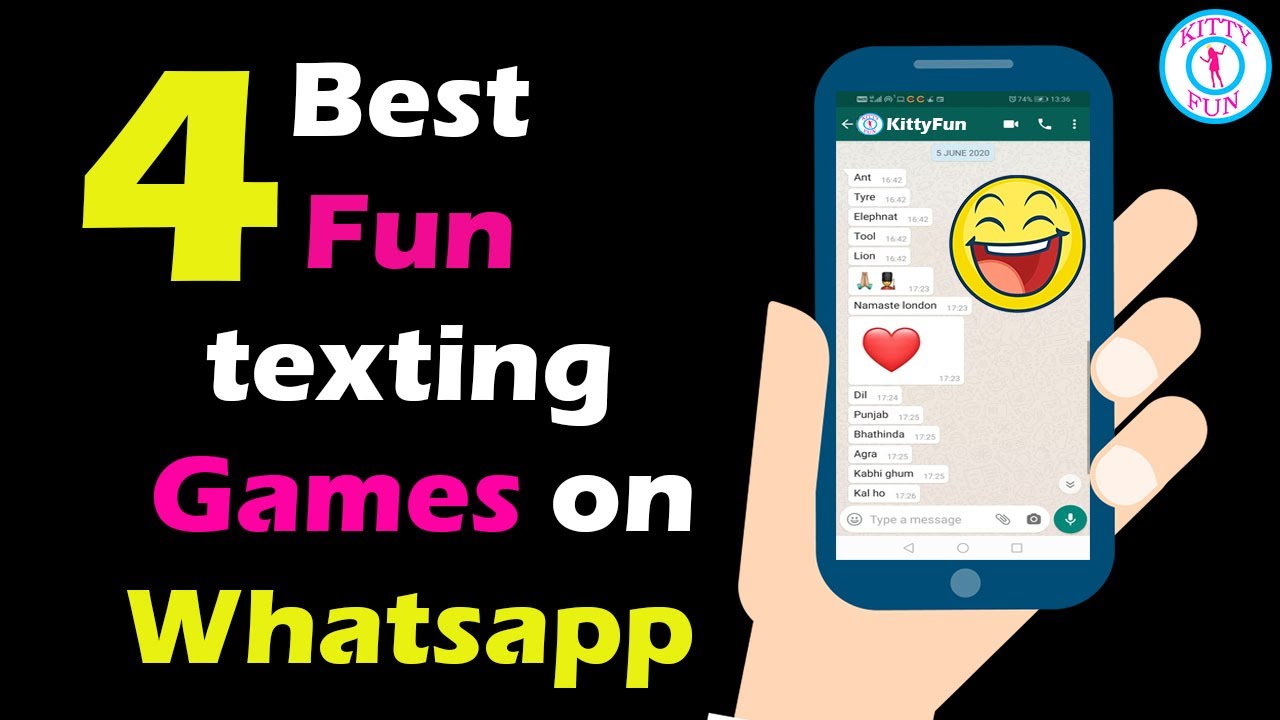 4 Best
Fun
texting
Games on
Whatsapp
KITTY
FUN
74% 13:36
KittyFun
5 JUNE 2020
Ant 16:42
Tyre 16:42
Elephnat 16:42
Tool 16:42
Lion 16:42
17:23
Namaste london 17:23
17:23
Dil 17:24
Punjab 17:25
Bhathinda 17:25
Agra 17:25
Kabhi ghum 17:25
Kal ho 17:26
Type a message